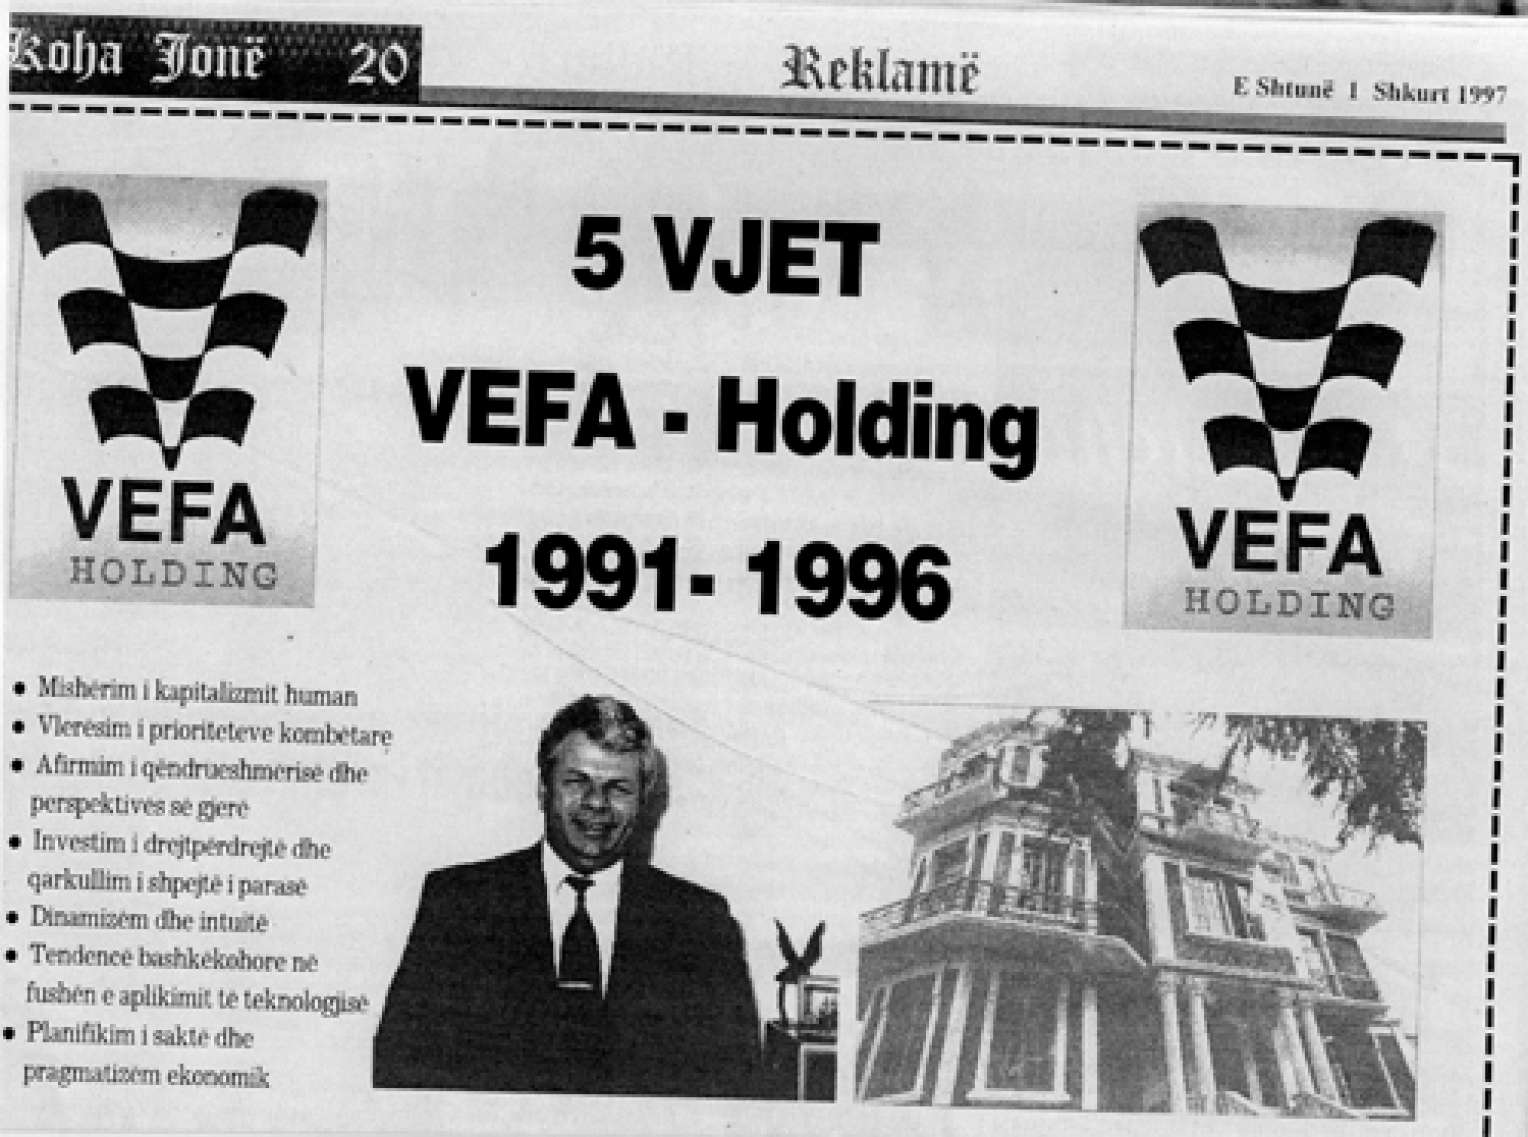 Koha Jonë 20
Reklamë
E Shtunë 1 Shkurt 1997
VEFA
HOLDING
5 VJET
VEFA - Holding
1991- 1996
VEFA
HOLDING
● Mishërim i kapitalizmit human
● Vlerësim i prioriteteve kombëtare
● Afirmim i qëndrueshmërisë dhe
perspektivës së gjerë
● Investim i drejtpërdrejtë dhe
qarkullim i shpejtë i parasë
● Dinamizëm dhe intuitë
● Tendencë bashkëkohore në
fushën e aplikimit të teknologjisë
● Planifikim i saktë dhe
pragmatizëm ekonomik